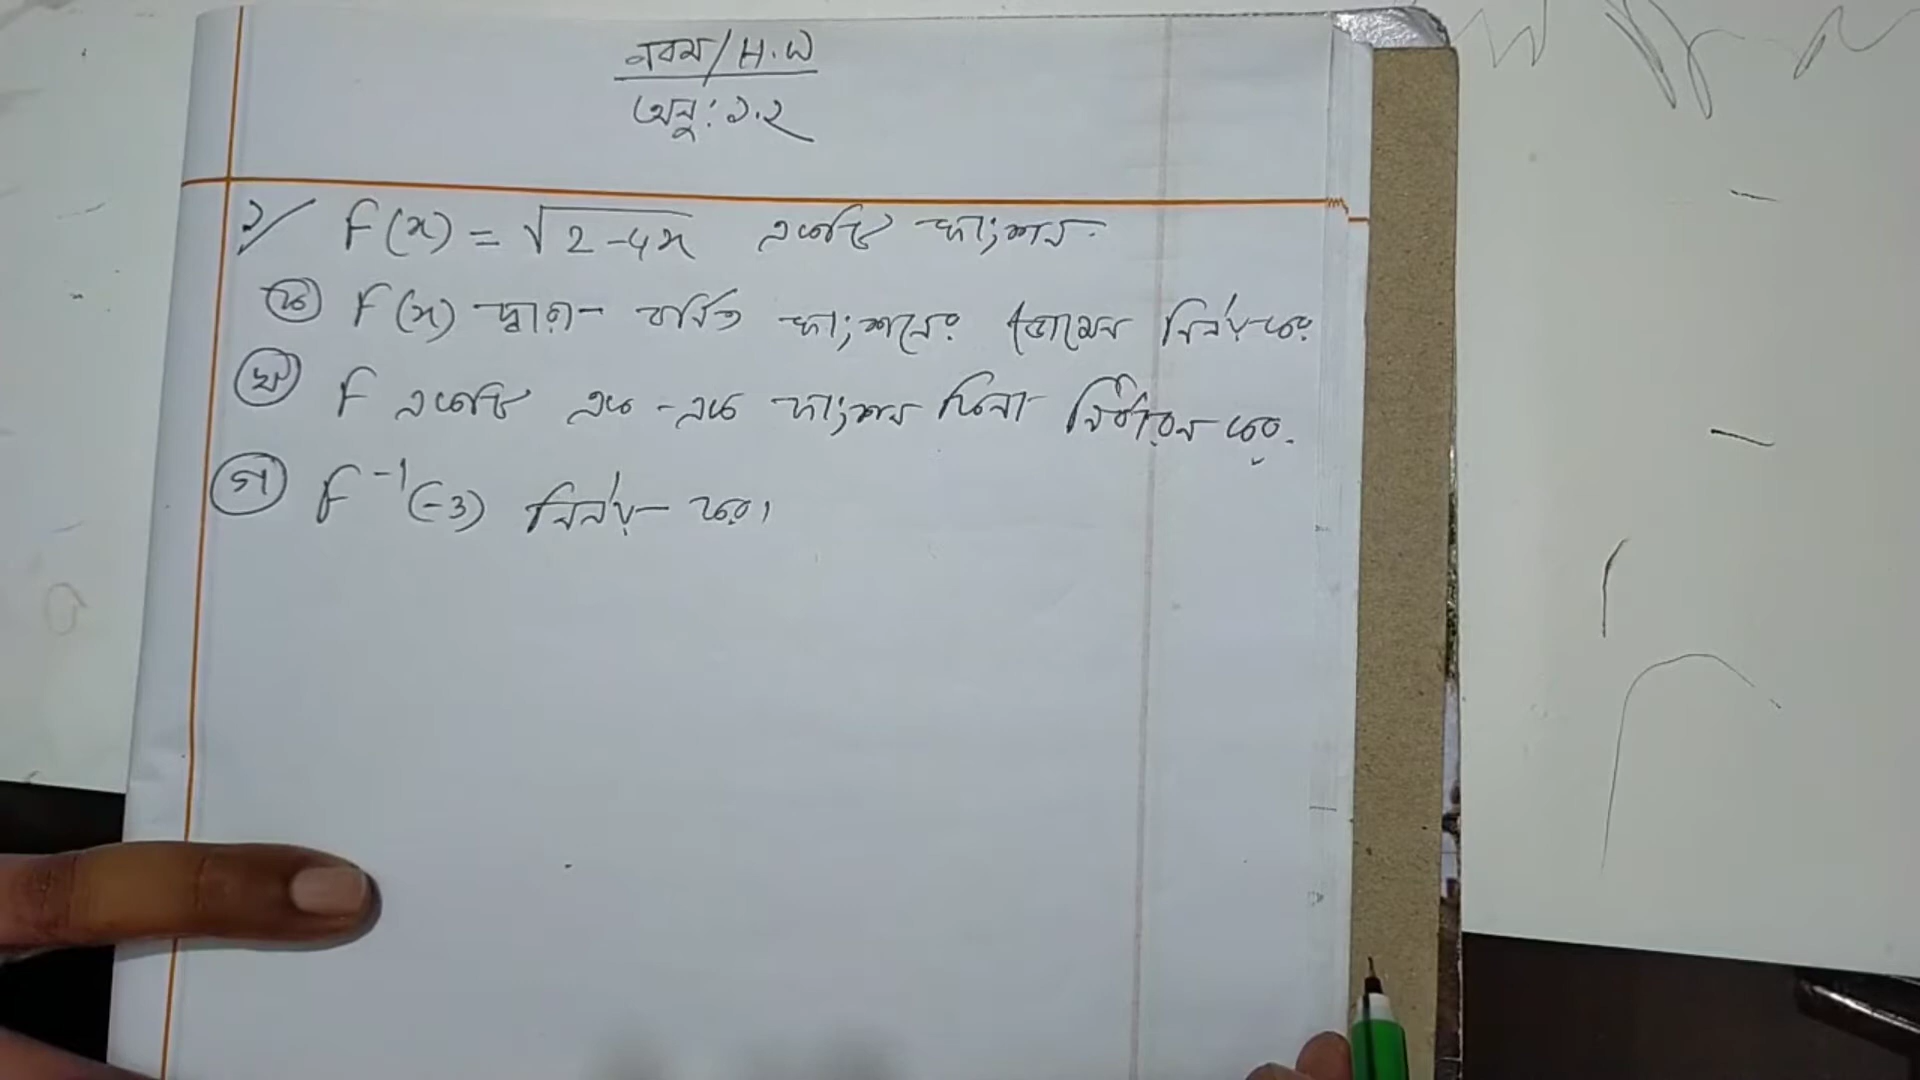 নবম/H.W
অনু: ১.২
১/ F(x) = √2-4x একটি ফাংশন.
ক F(x) দ্বারা বর্নিত ফাংশনের ডোমেন নির্ণয় কর
খ F একটি এক-এক ফাংশন কিনা নির্ধারন কর.
গ F⁻¹(-3) নির্ণয় কর।